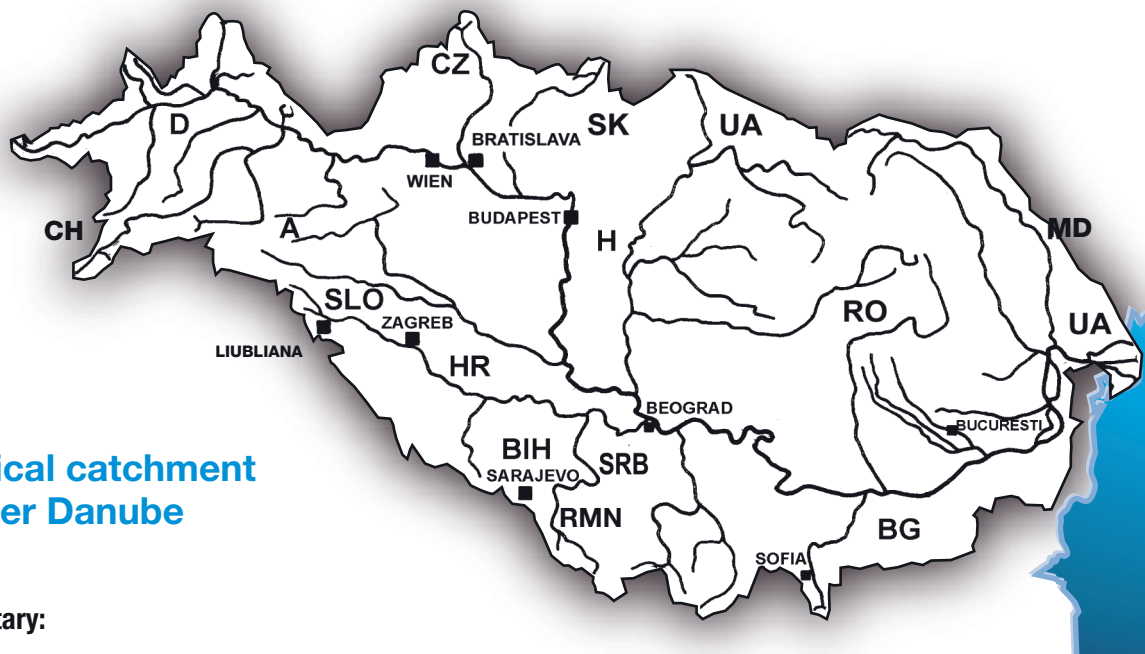 CZ
D
BRATISLAVA
SK
UA
WIEN
BUDAPEST
CH
A
H
MD
SLO
ZAGREB
RO
UA
LIUBLIANA
HR
BEOGRAD
BUCURESTI
BIH
SARAJEVO
SRB
ical catchment
er Danube
RMN
BG
SOFIA
tary: